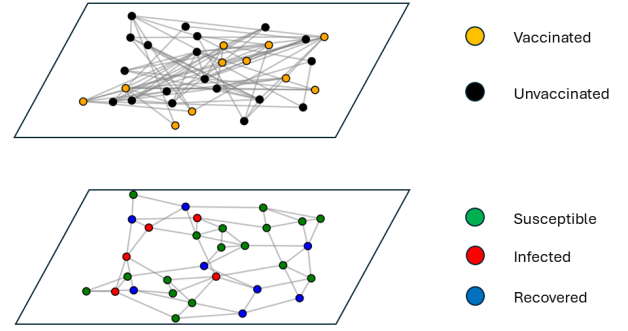 Vaccinated
Unvaccinated
Susceptible
Infected
Recovered